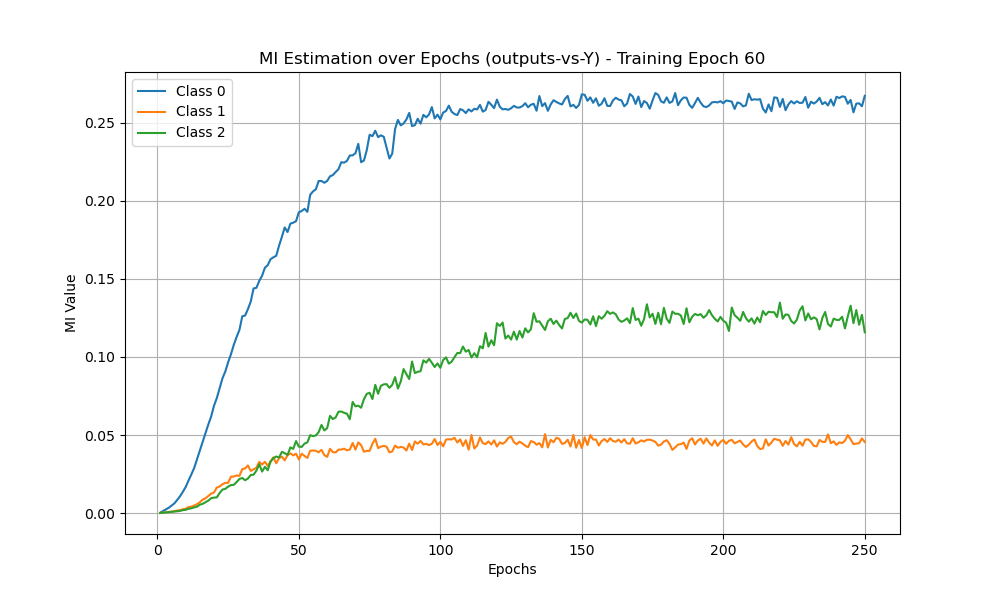 MI Estimation over Epochs (outputs-vs-Y) - Training Epoch 60
Class 0
Class 1
Class 2
MI Value
0.25
0.20
0.15
0.10
0.05
0.00
0 50 100 150 200 250
Epochs